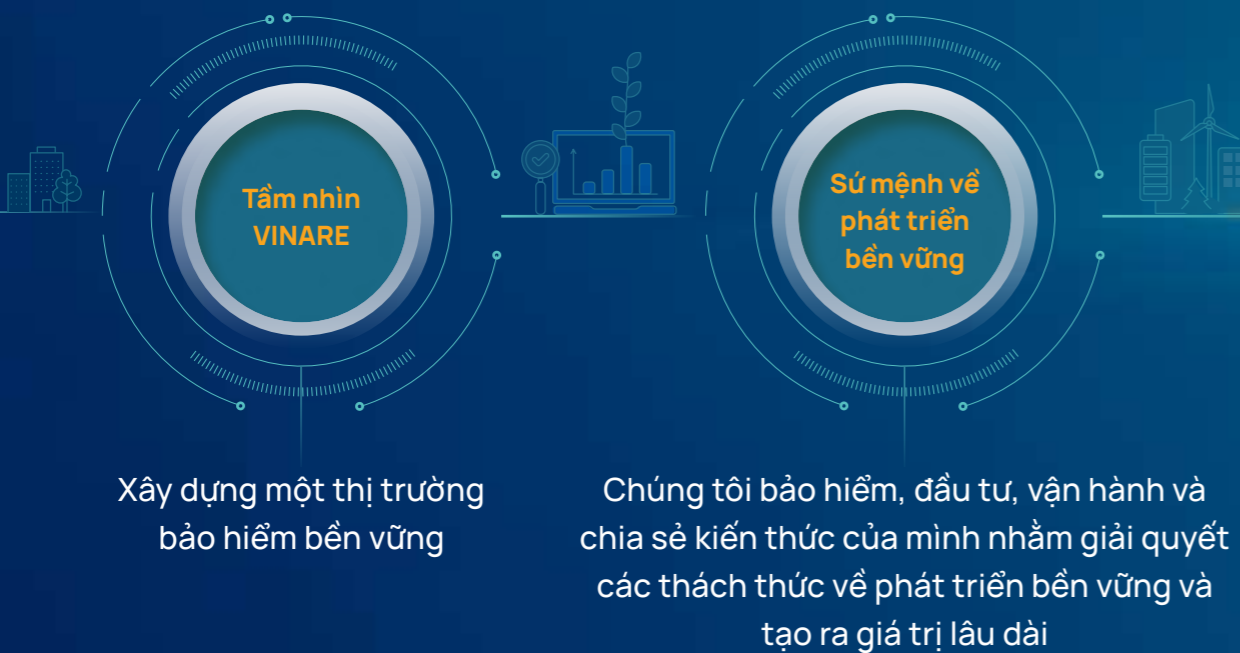 Tầm nhìn
VINARE
Xây dựng một thị trường
bảo hiểm bền vững
Sứ mệnh về
phát triển
bền vững
Chúng tôi bảo hiểm, đầu tư, vận hành và
chia sẻ kiến thức của mình nhằm giải quyết
các thách thức về phát triển bền vững và
tạo ra giá trị lâu dài